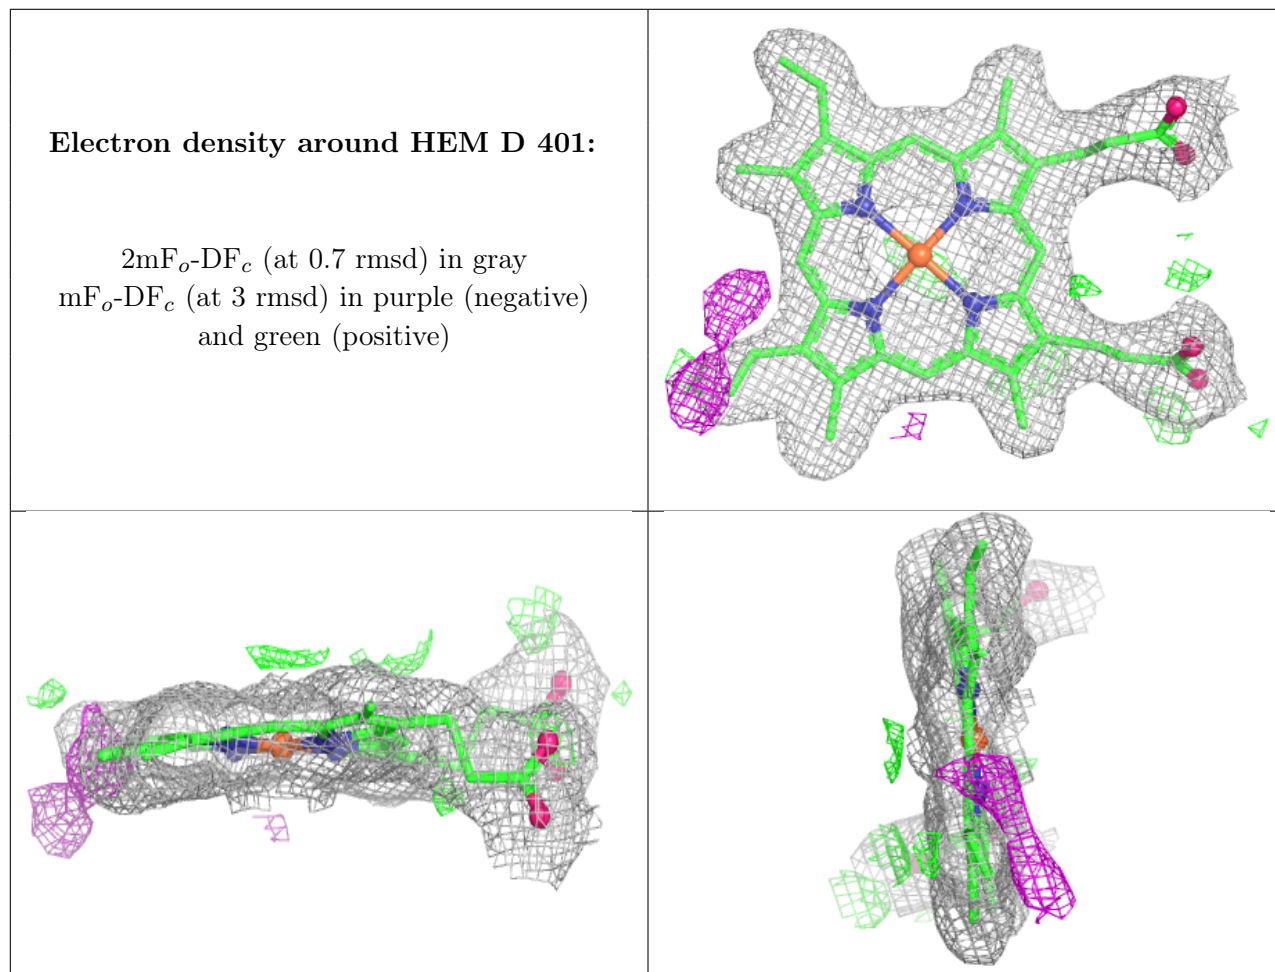 Electron density around HEM D 401:
2mFo-DFc (at 0.7 rmsd) in gray
mFo-DFc (at 3 rmsd) in purple (negative)
and green (positive)